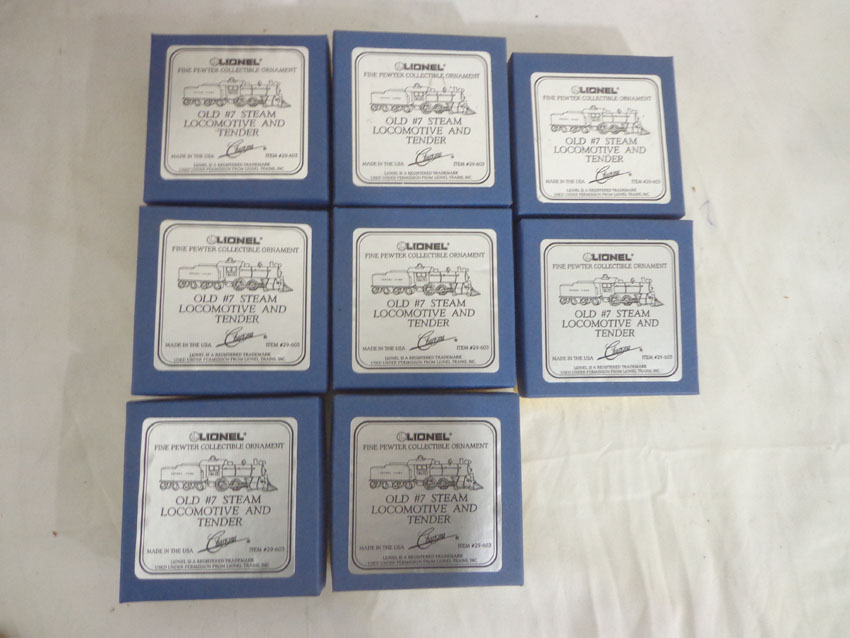 LIONEL
FINE PEWTER COLLECTIBLE ORNAMENT
OLD #7 STEAM
LOCOMOTIVE AND
TENDER
MADE IN THE USA ITEM #29-603
LIONEL IS A REGISTERED TRADEMARK
USED UNDER PERMISSION FROM LIONEL TRAINS, INC
LIONEL
FINE PEWTER COLLECTIBLE ORNAMENT
OLD #7 STEAM
LOCOMOTIVE AND
TENDER
MADE IN THE USA ITEM #29-603
LIONEL IS A REGISTERED TRADEMARK
USED UNDER PERMISSION FROM LIONEL TRAINS, INC
LIONEL
FINE PEWTER COLLECTIBLE ORNAMENT
OLD #7 STEAM
LOCOMOTIVE AND
TENDER
MADE IN THE USA ITEM #29-603
LIONEL IS A REGISTERED TRADEMARK
USED UNDER PERMISSION FROM LIONEL TRAINS, INC
LIONEL
FINE PEWTER COLLECTIBLE ORNAMENT
OLD #7 STEAM
LOCOMOTIVE AND
TENDER
MADE IN THE USA ITEM #29-603
LIONEL IS A REGISTERED TRADEMARK
USED UNDER PERMISSION FROM LIONEL TRAINS, INC
LIONEL
FINE PEWTER COLLECTIBLE ORNAMENT
OLD #7 STEAM
LOCOMOTIVE AND
TENDER
MADE IN THE USA ITEM #29-603
LIONEL IS A REGISTERED TRADEMARK
USED UNDER PERMISSION FROM LIONEL TRAINS, INC
LIONEL
FINE PEWTER COLLECTIBLE ORNAMENT
OLD #7 STEAM
LOCOMOTIVE AND
TENDER
MADE IN THE USA ITEM #29-603
LIONEL IS A REGISTERED TRADEMARK
USED UNDER PERMISSION FROM LIONEL TRAINS, INC
LIONEL
FINE PEWTER COLLECTIBLE ORNAMENT
OLD #7 STEAM
LOCOMOTIVE AND
TENDER
MADE IN THE USA ITEM #29-603
LIONEL IS A REGISTERED TRADEMARK
USED UNDER PERMISSION FROM LIONEL TRAINS, INC
LIONEL
FINE PEWTER COLLECTIBLE ORNAMENT
OLD #7 STEAM
LOCOMOTIVE AND
TENDER
MADE IN THE USA ITEM #29-603
LIONEL IS A REGISTERED TRADEMARK
USED UNDER PERMISSION FROM LIONEL TRAINS, INC